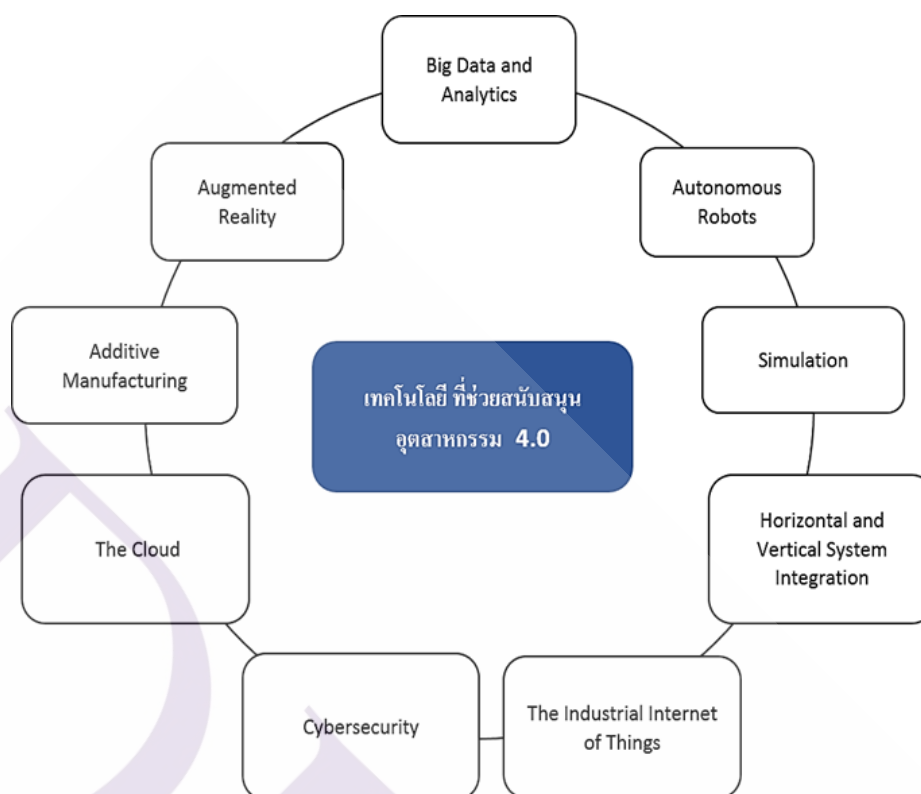 Big Data and
Analytics
Autonomous
Robots
Simulation
Horizontal and
Vertical System
Integration
The Industrial Internet
of Things
Cybersecurity
The Cloud
Additive
Manufacturing
Augmented
Reality
เทคโนโลยี ที่ช่วยสนับสนุน
อุตสาหกรรม 4.0